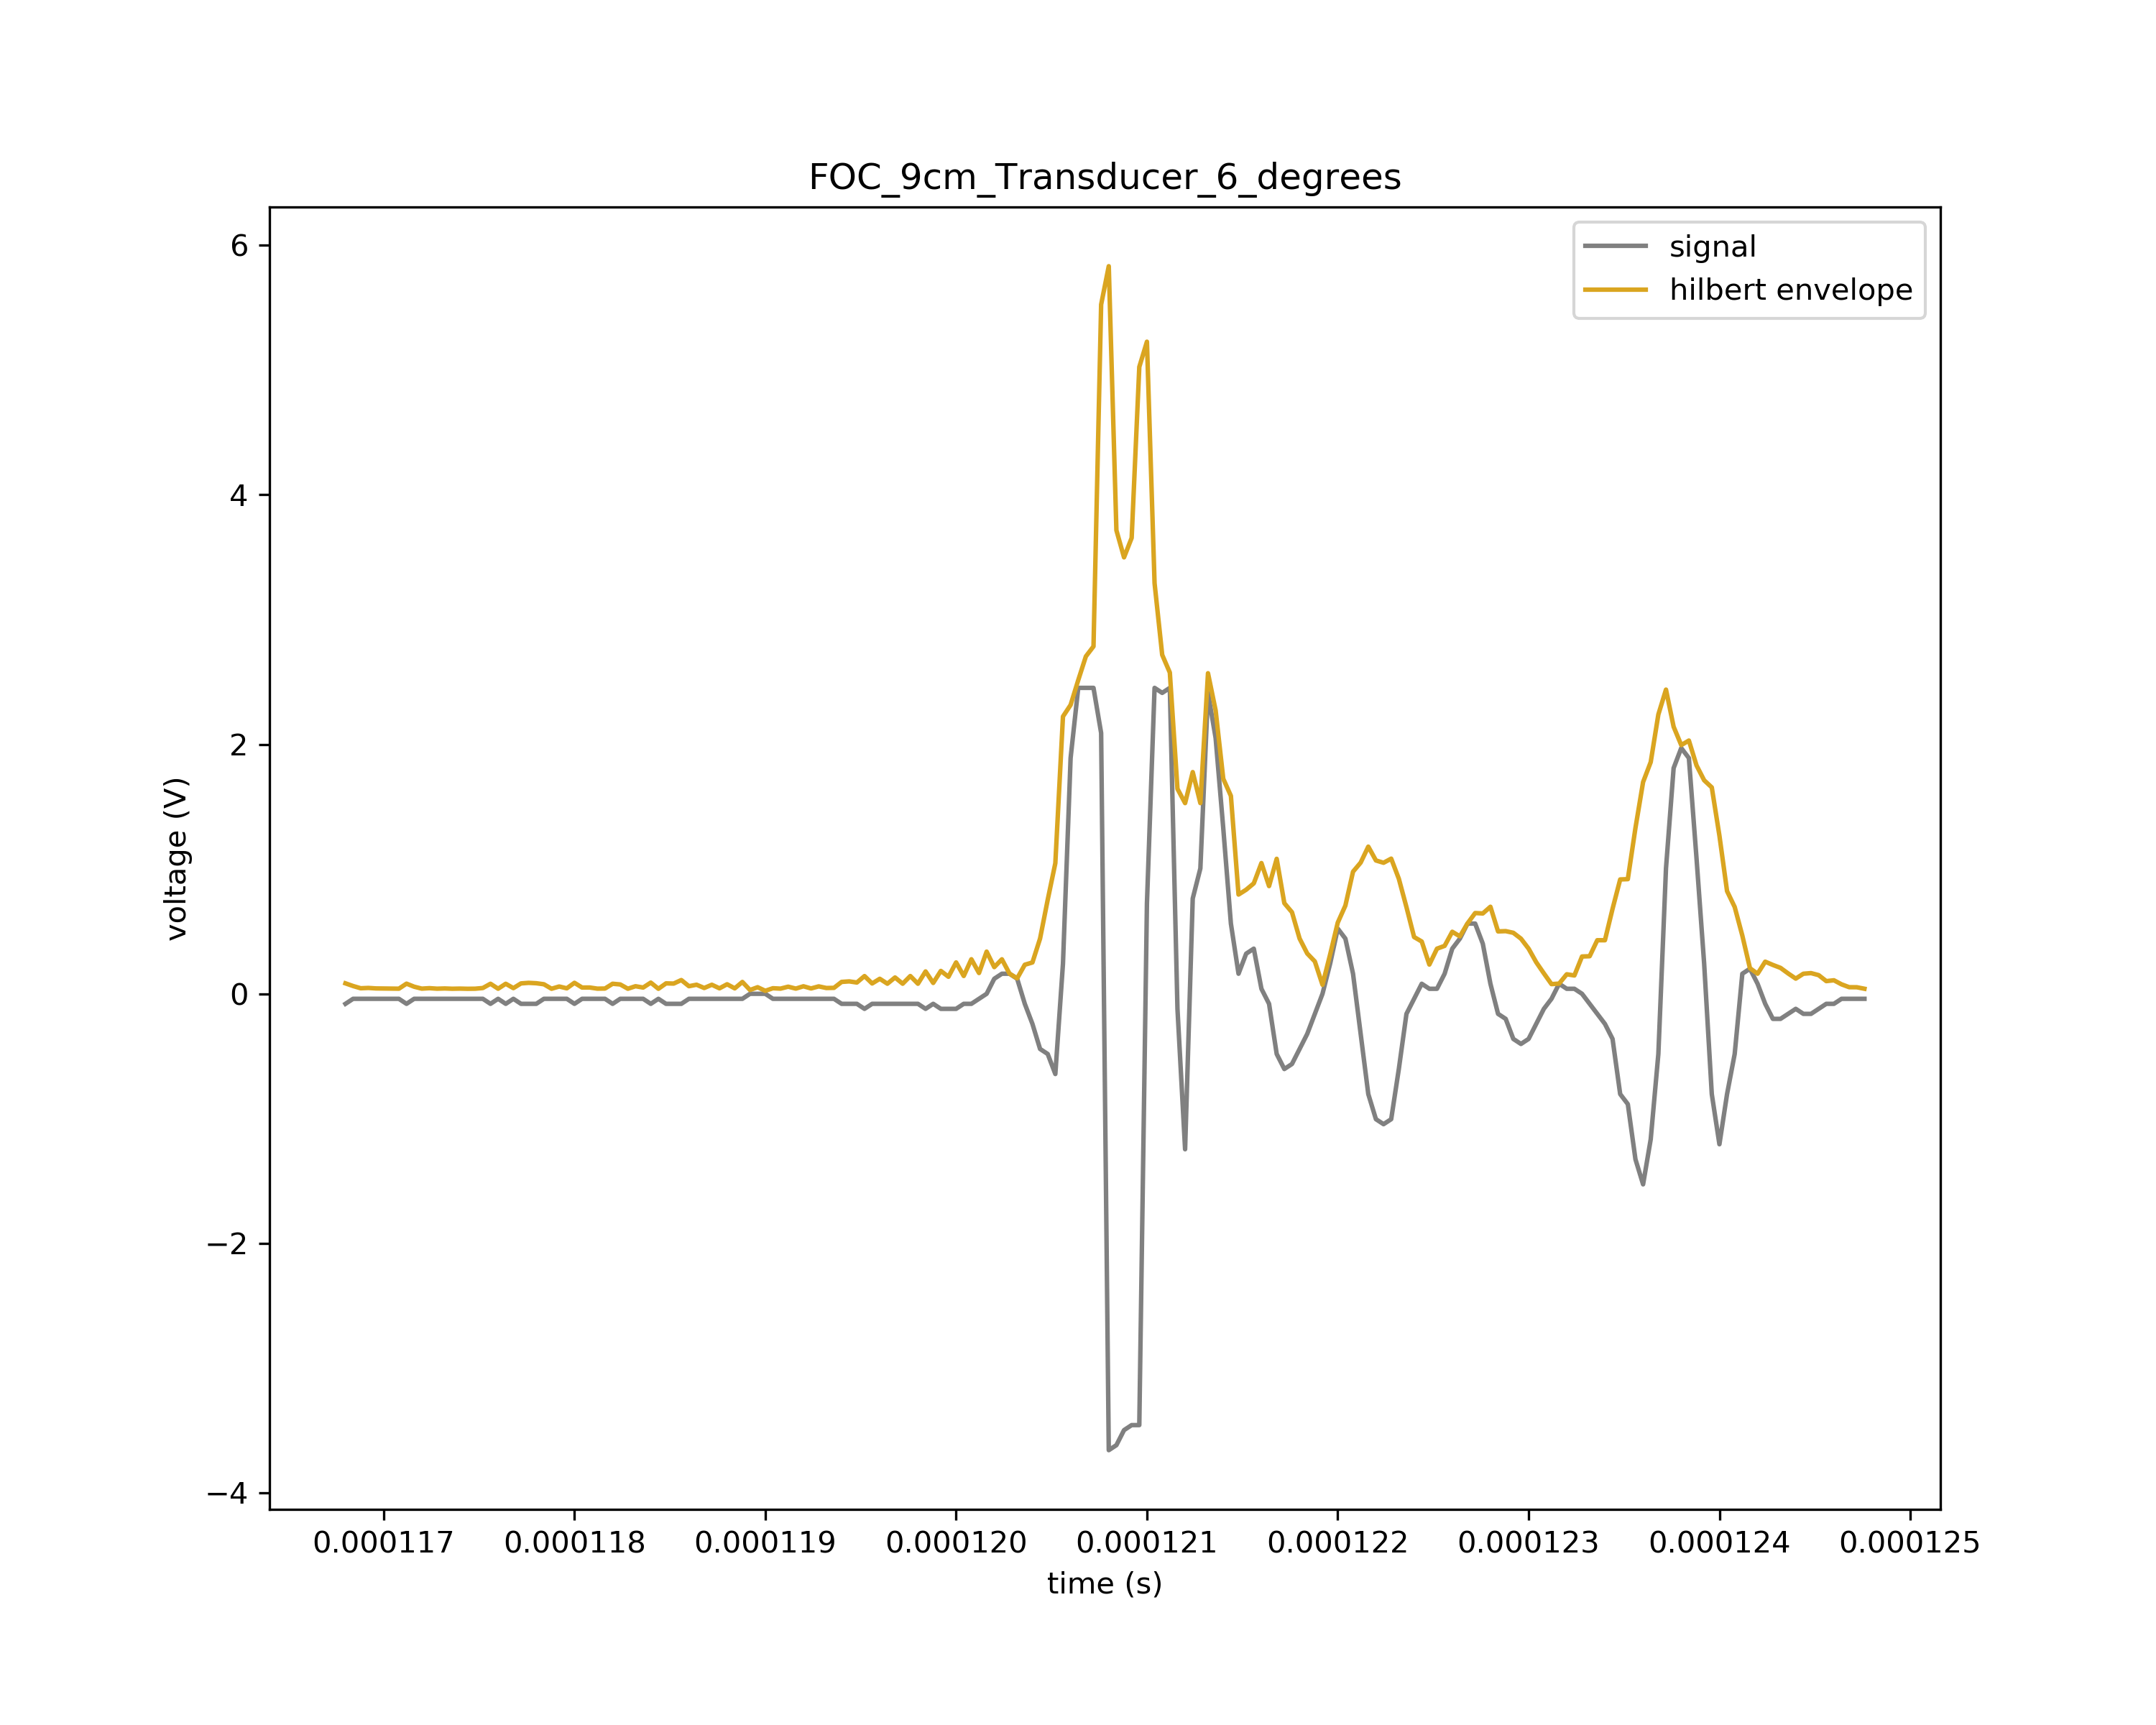 FOC_9cm_Transducer_6_degrees
signal
hilbert envelope
6
4
2
0
−2
−4
voltage (V)
0.000117 0.000118 0.000119 0.000120 0.000121 0.000122 0.000123 0.000124 0.000125
time (s)